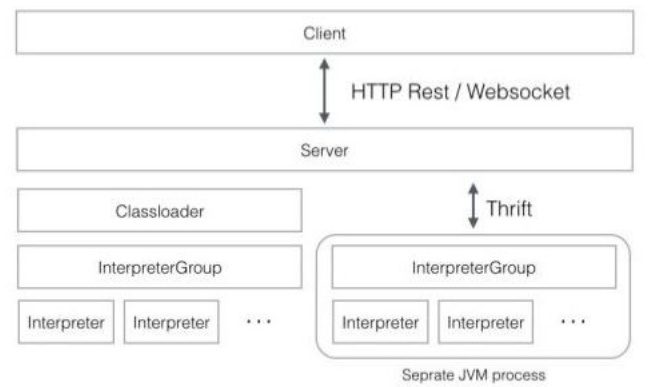 Client
HTTP Rest / Websocket
Server
Classloader
Thrift
InterpreterGroup
InterpreterGroup
Interpreter Interpreter ...
Interpreter Interpreter ...
Seprate JVM process